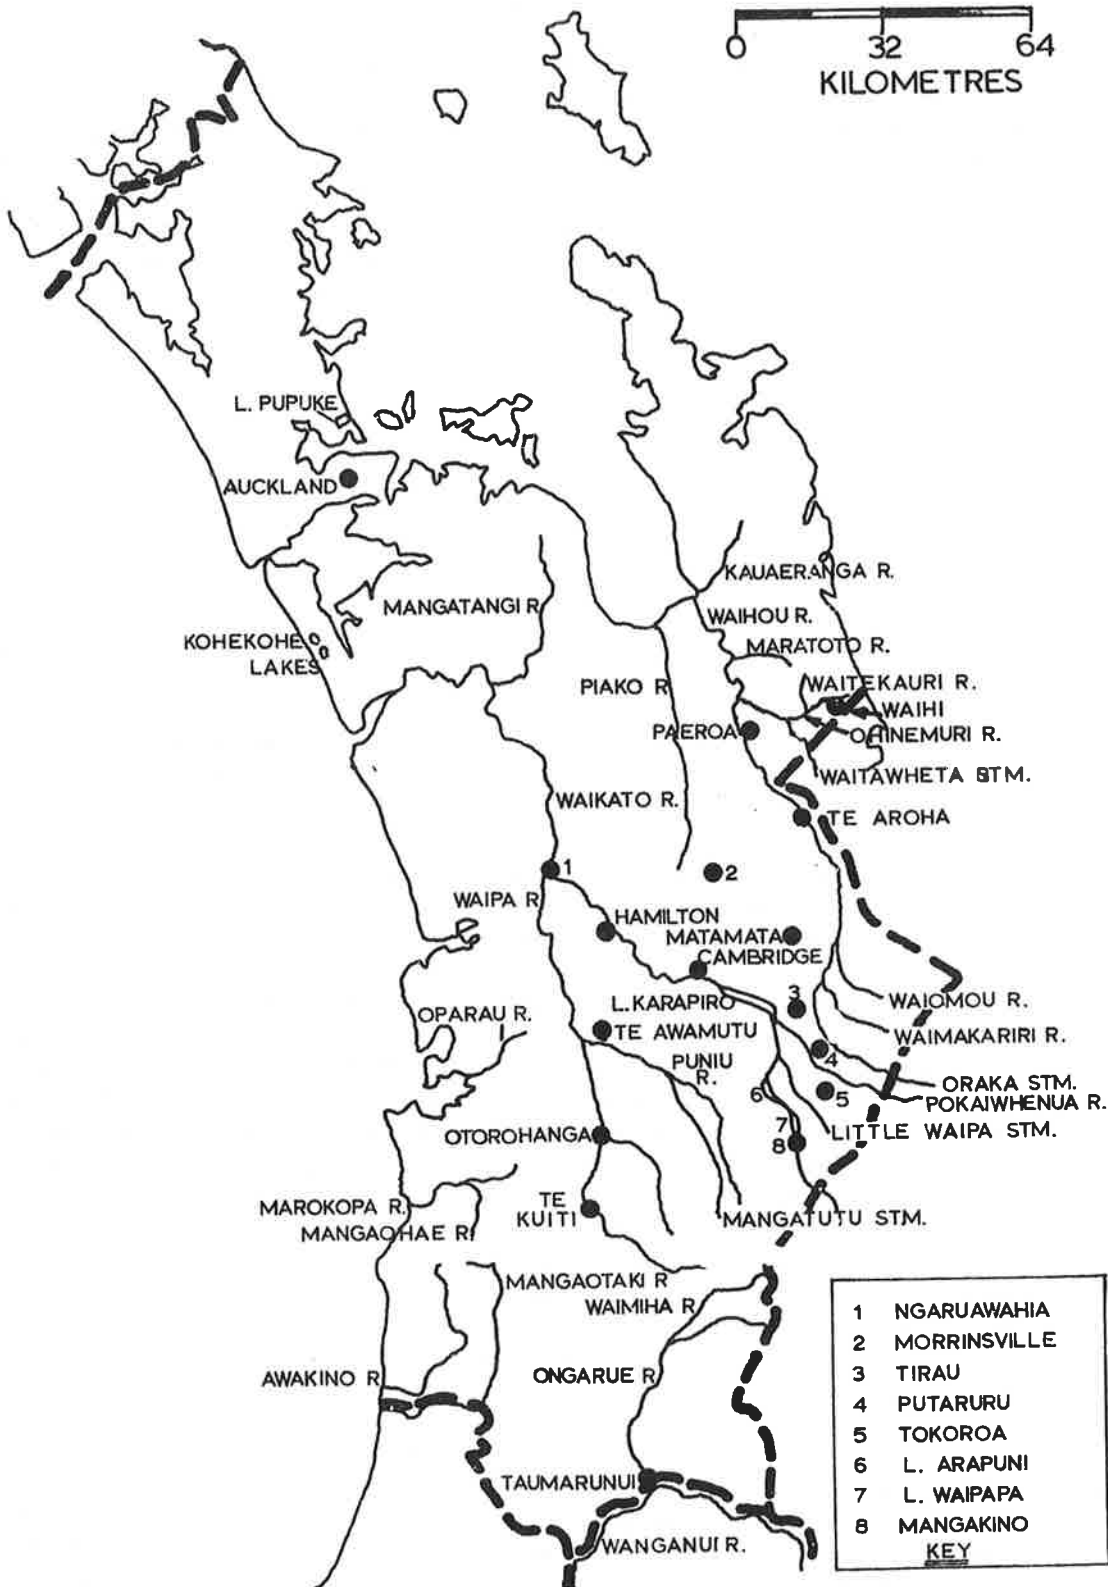 0 32 64
KILOMETRES
L. PUPUKE
AUCKLAND
KAUAERANGA R.
MANGATANGI R
WAIHOU R.
KOHEKOHE
LAKES
MARATOTO R.
PIAKO R
WAITEKAURI R.
WAIHI
PAEROA
OHINEMURI R.
WAITAWHETA STM.
WAIKATO R.
TE AROHA
1
2
WAIPA R
HAMILTON
MATAMATA
CAMBRIDGE
L. KARAPIRO
3
WAIOMOU R.
OPARAU R.
TE AWAMUTU
WAIMAKARIRI R.
PUNIU
R.
4
ORAKA STM.
6
5
POKAIWHENUA R.
7
LITTLE WAIPA STM.
OTOROHANGA
8
MAROKOPA R.
TE
KUITI
MANGATUTU STM.
MANGAOHAE R
MANGAOTAKI R
WAIMIHA R
AWAKINO R
ONGARUE R
TAUMARUNUI
WANGANUI R.
1 NGARUAWAHIA
2 MORRINSVILLE
3 TIRAU
4 PUTARURU
5 TOKOROA
6 L. ARAPUNI
7 L. WAIPAPA
8 MANGAKINO
KEY